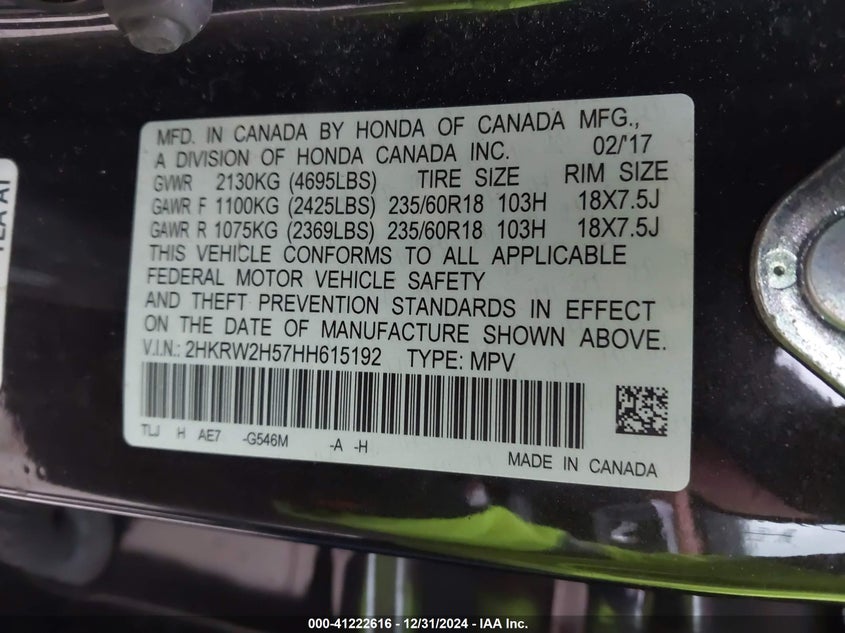 MFD. IN CANADA BY HONDA OF CANADA MFG.,
A DIVISION OF HONDA CANADA INC. 02/'17
GVWR 2130KG (4695LBS) TIRE SIZE RIM SIZE
GAWR F 1100KG (2425LBS) 235/60R18 103H 18X7.5J
GAWR R 1075KG (2369LBS) 235/60R18 103H 18X7.5J
THIS VEHICLE CONFORMS TO ALL APPLICABLE
FEDERAL MOTOR VEHICLE SAFETY
AND THEFT PREVENTION STANDARDS IN EFFECT
ON THE DATE OF MANUFACTURE SHOWN ABOVE.
V.I.N.: 2HKRW2H57HH615192 TYPE: MPV
TLJ H AE7 -G546M -A -H
MADE IN CANADA
000-41222616 - 12/31/2024 - IAA Inc.